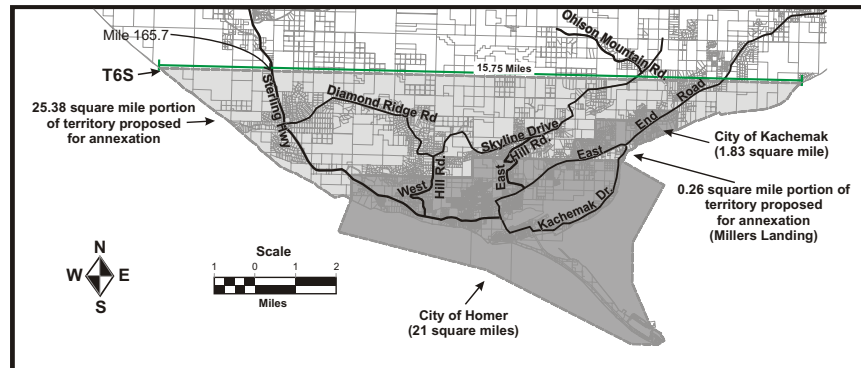 Mile 165.7
Ohlson Mountain Rd.
T6S
15.75 Miles
Sterling Hwy
25.38 square mile portion
of territory proposed
for annexation
Diamond Ridge Rd
Skyline Drive
East End Road
City of Kachemak
(1.83 square mile)
West Hill Rd.
East Hill Rd.
Kachemak Dr.
0.26 square mile portion of
territory proposed
for annexation
(Millers Landing)
N
W E
S
Scale
1 0 1 2
Miles
City of Homer
(21 square miles)